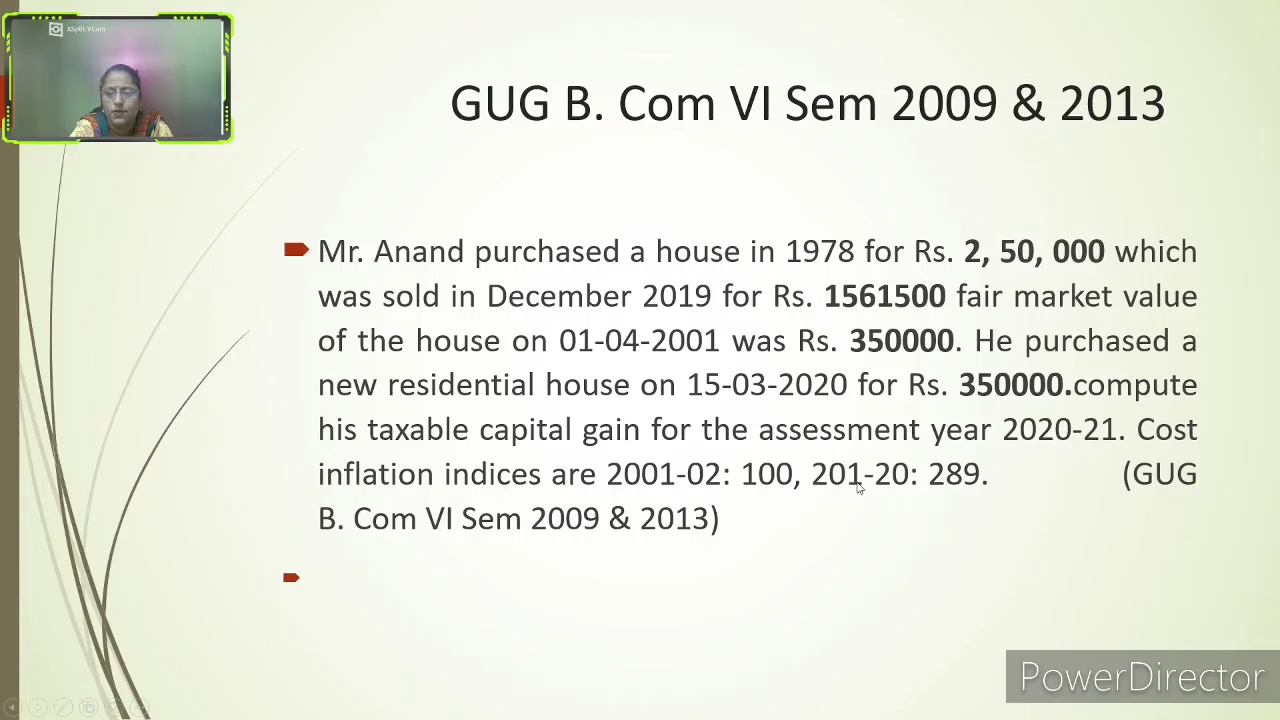 XSplit VCam
GUG B. Com VI Sem 2009 & 2013
Mr. Anand purchased a house in 1978 for Rs. 2, 50, 000 which
was sold in December 2019 for Rs. 1561500 fair market value
of the house on 01-04-2001 was Rs. 350000. He purchased a
new residential house on 15-03-2020 for Rs. 350000.compute
his taxable capital gain for the assessment year 2020-21. Cost
inflation indices are 2001-02: 100, 201-20: 289. (GUG
B. Com VI Sem 2009 & 2013)
PowerDirector